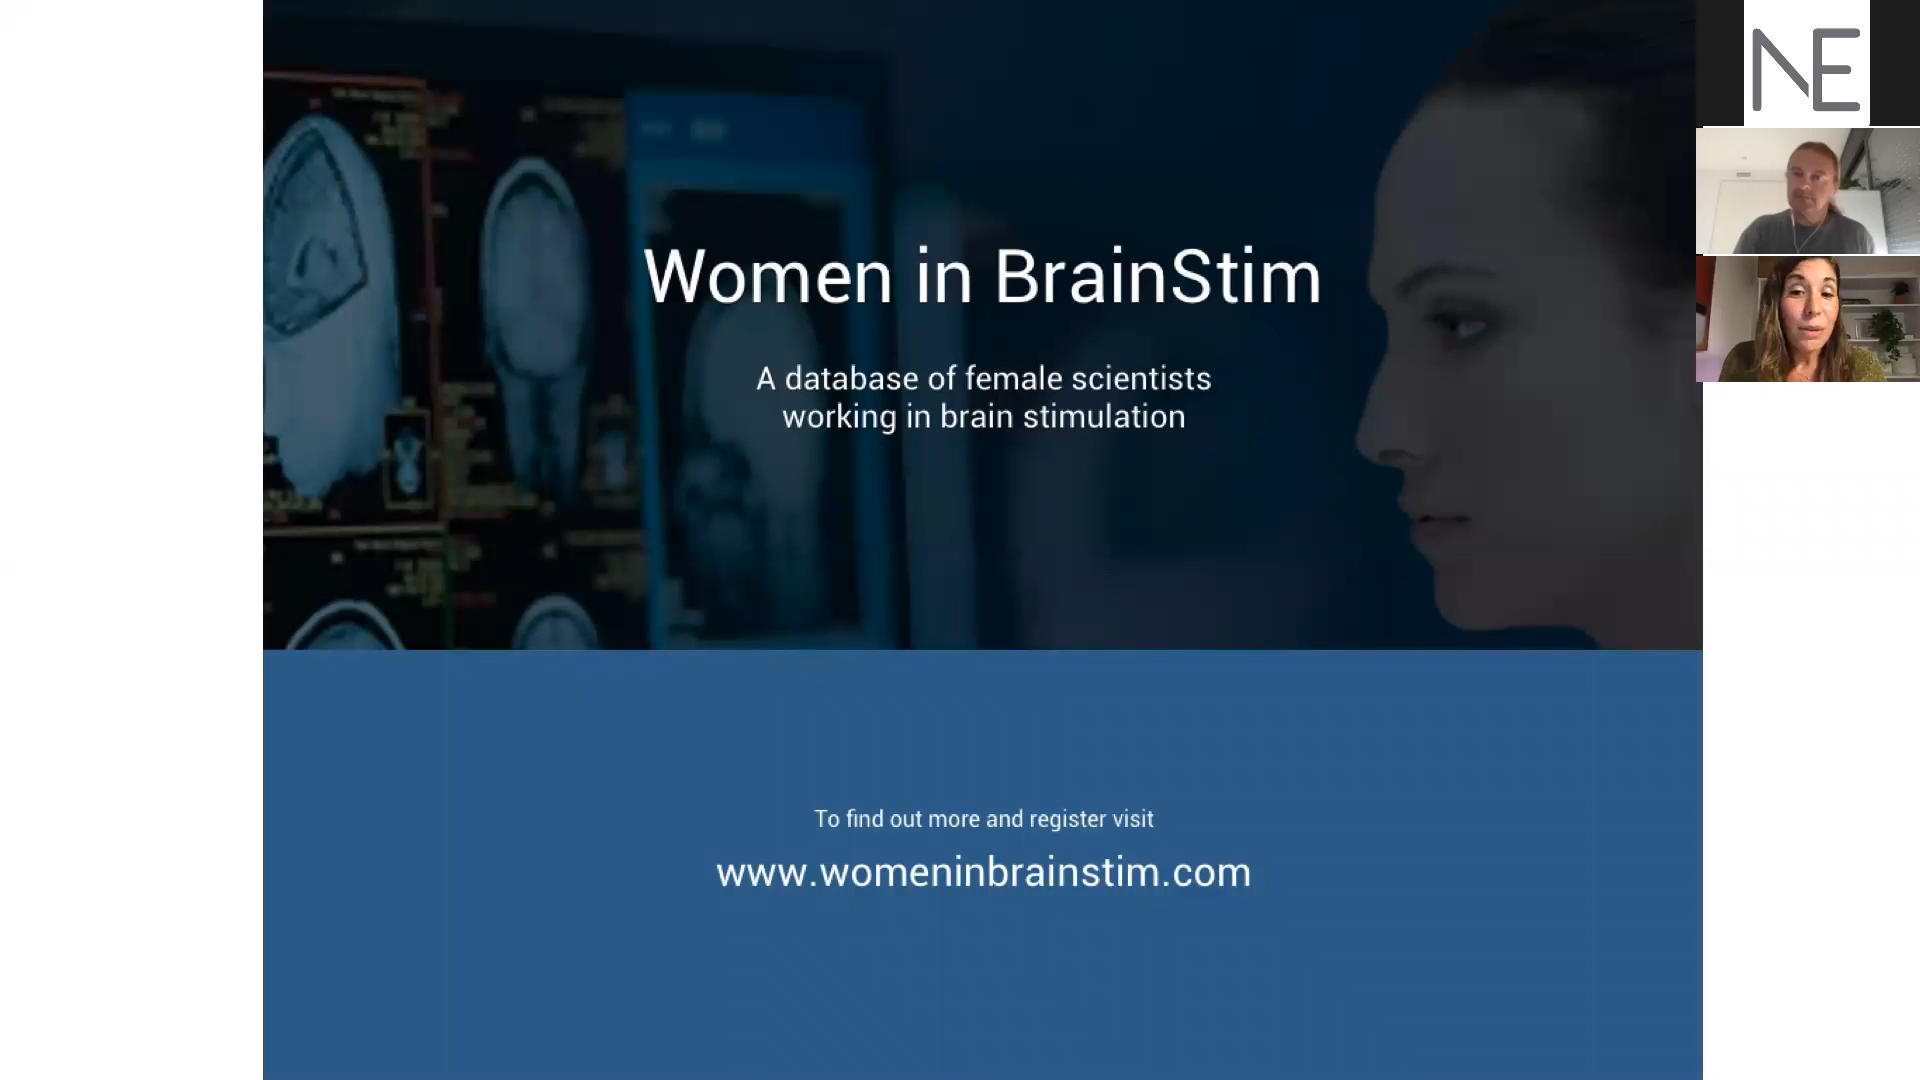 Women in BrainStim
A database of female scientists
working in brain stimulation
To find out more and register visit
www.womeninbrainstim.com
NE